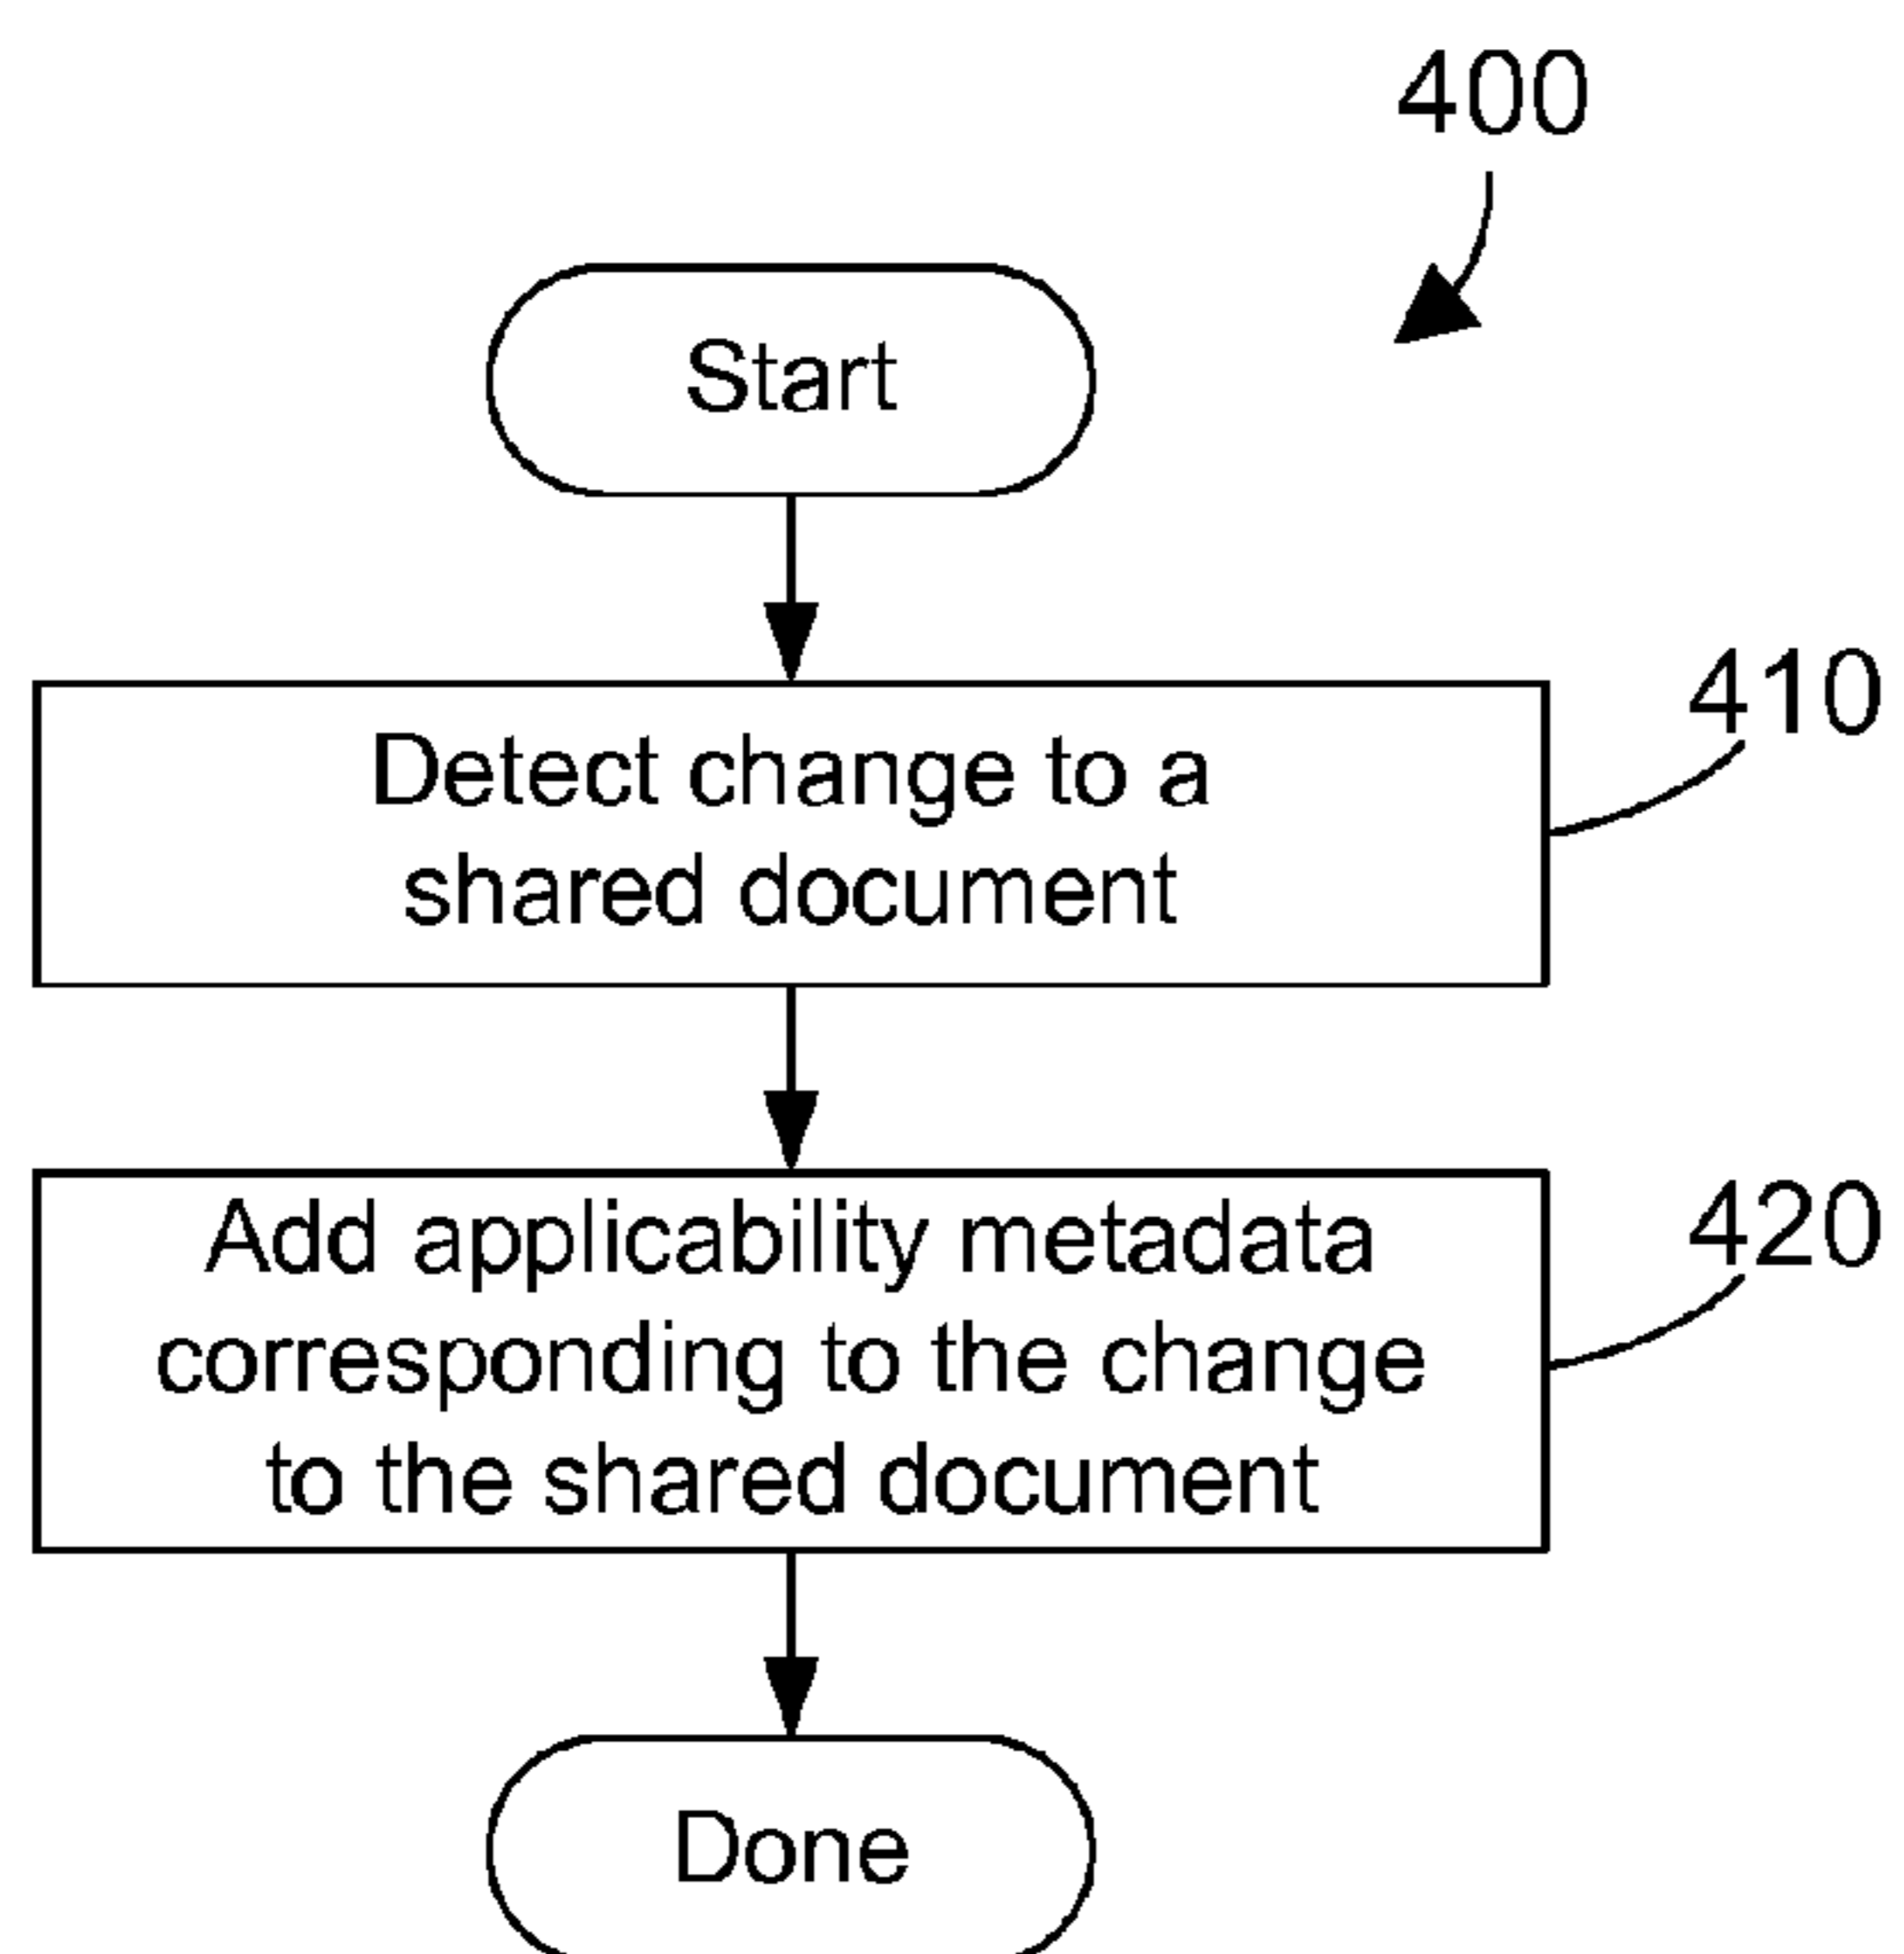 400
Start
410
Detect change to a
shared document
420
Add applicability metadata
corresponding to the change
to the shared document
Done